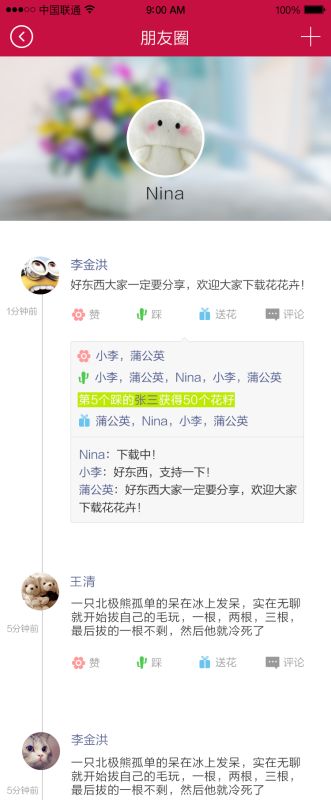 中国联通 9:00 AM 100%
朋友圈
Nina
李金洪
好东西大家一定要分享，欢迎大家下载花花卉！
1分钟前
赞 踩 送花 评论
小李，蒲公英
小李，蒲公英，Nina，小李，蒲公英
第5个踩的张三获得50个花籽
蒲公英，Nina，小李，蒲公英
Nina：下载中！
小李：好东西，支持一下！
蒲公英：好东西大家一定要分享，欢迎大家
下载花花卉！
王清
一只北极熊孤单的呆在冰上发呆，实在无聊
就开始拔自己的毛玩，一根，两根，三根，
最后拔的一根不剩，然后他就冷死了
5分钟前
赞 踩 送花 评论
李金洪
一只北极熊孤单的呆在冰上发呆，实在无聊
就开始拔自己的毛玩，一根，两根，三根，
最后拔的一根不剩，然后他就冷死了
5分钟前